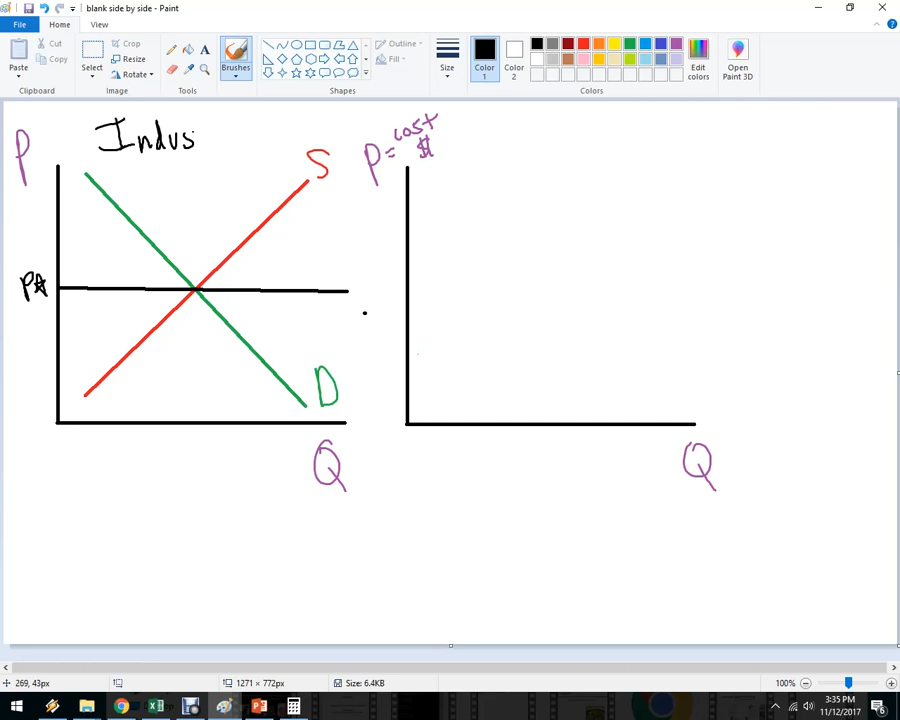 blank side by side - Paint
File Home View
Paste
Cut
Copy
Clipboard
Select
Crop
Resize
Rotate
Image
Tools
Brushes
Shapes
Outline
Fill
Size
Color 1
Color 2
Colors
Edit colors
Open Paint 3D
Indus
P
S
P= cost
$
D
Q
Q
269, 43px
1271 × 772px
Size: 6.4KB
100%
3:35 PM
11/12/2017